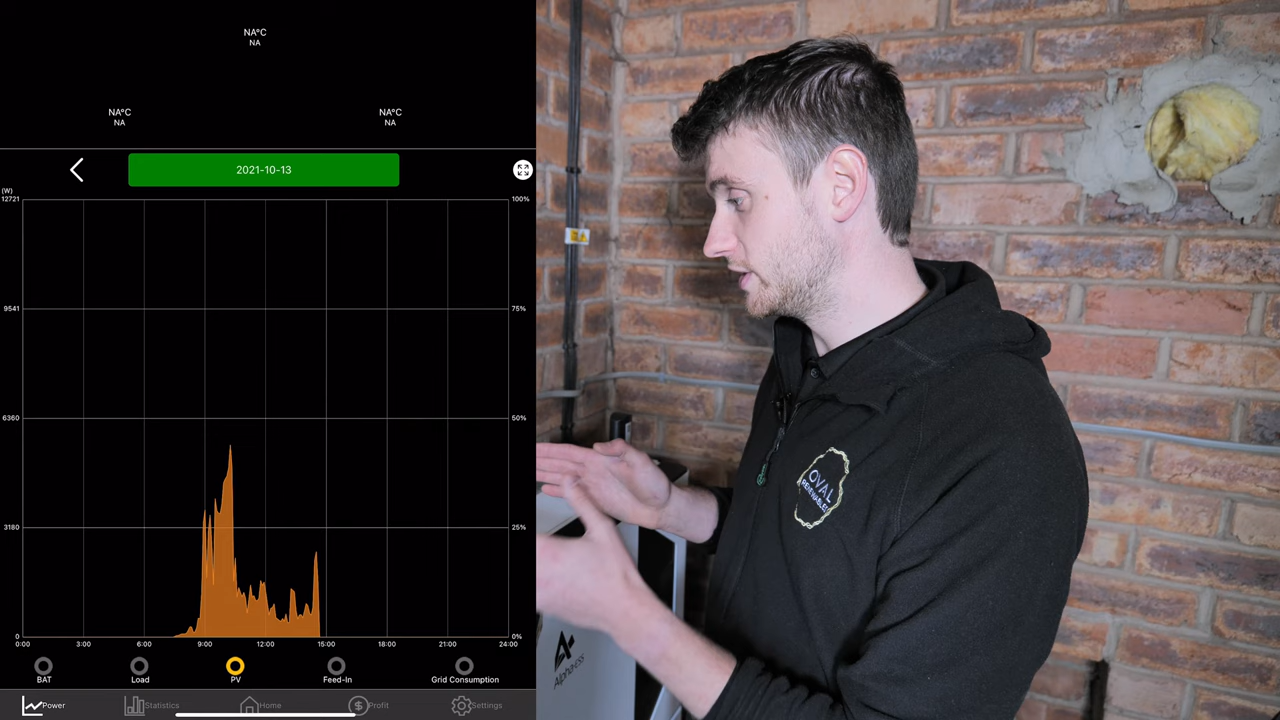 NA°C
NA
NA°C
NA
NA°C
NA
2021-10-13
(W)
12721
100%
9541
75%
6360
50%
3180
25%
0
0%
0:00 3:00 6:00 9:00 12:00 15:00 18:00 21:00 24:00
BAT Load PV Feed-In Grid Consumption
Power Statistics Home Profit Settings
OVAL
RENEWABLES
AlphaESS